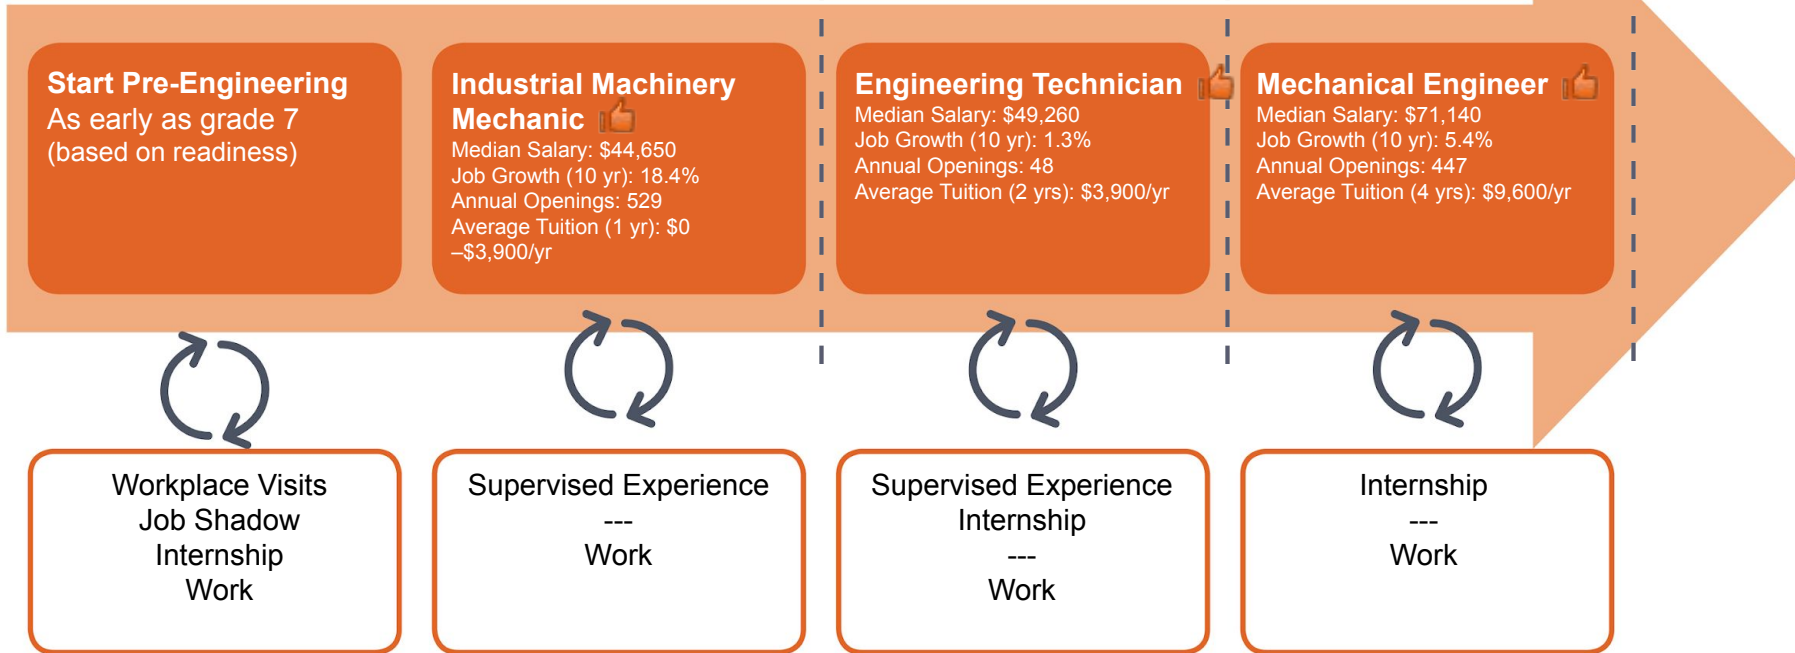 Start Pre-Engineering
As early as grade 7
(based on readiness)
Industrial Machinery
Mechanic
Median Salary: $44,650
Job Growth (10 yr): 18.4%
Annual Openings: 529
Average Tuition (1 yr): $0
–$3,900/yr
Engineering Technician
Median Salary: $49,260
Job Growth (10 yr): 1.3%
Annual Openings: 48
Average Tuition (2 yrs): $3,900/yr
Mechanical Engineer
Median Salary: $71,140
Job Growth (10 yr): 5.4%
Annual Openings: 447
Average Tuition (4 yrs): $9,600/yr
Workplace Visits
Job Shadow
Internship
Work
Supervised Experience
---
Work
Supervised Experience
Internship
---
Work
Internship
---
Work